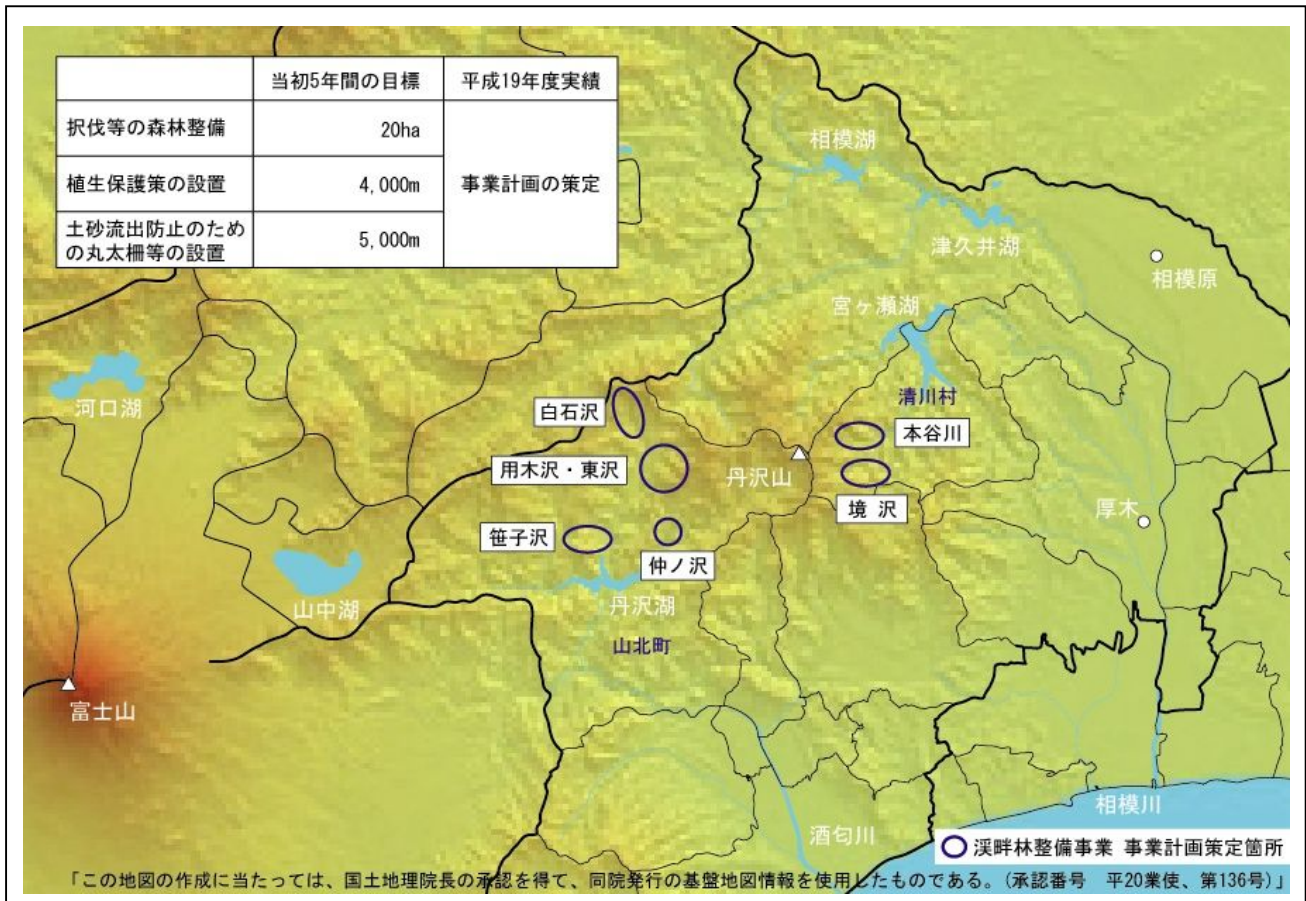 当初5年間の目標 平成19年度実績
択伐等の森林整備 20ha
植生保護策の設置 4,000m 事業計画の策定
土砂流出防止のため
の丸太柵等の設置 5,000m
相模湖
津久井湖
相模原
宮ヶ瀬湖
河口湖
清川村
白石沢
本谷川
用木沢・東沢
丹沢山
境 沢
厚木
笹子沢
仲ノ沢
山中湖
丹沢湖
山北町
富士山
相模川
酒匂川
渓畔林整備事業 事業計画策定箇所
「この地図の作成に当たっては、国土地理院長の承認を得て、同院発行の基盤地図情報を使用したものである。(承認番号 平20業使、第136号)」